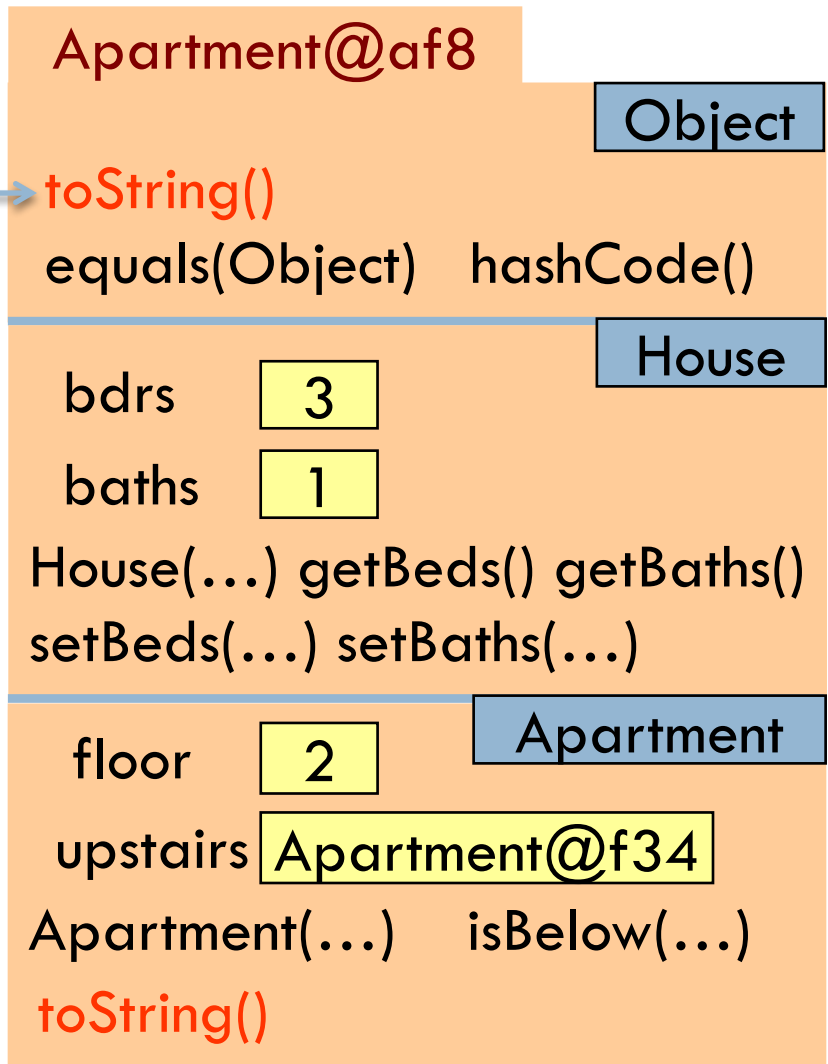 Apartment@af8
Object
toString()
equals(Object) hashCode()
House
bdrs 3
baths 1
House(...) getBeds() getBaths()
setBeds(...) setBaths(...)
Apartment
floor 2
upstairs Apartment@f34
Apartment(...) isBelow(...)
toString()